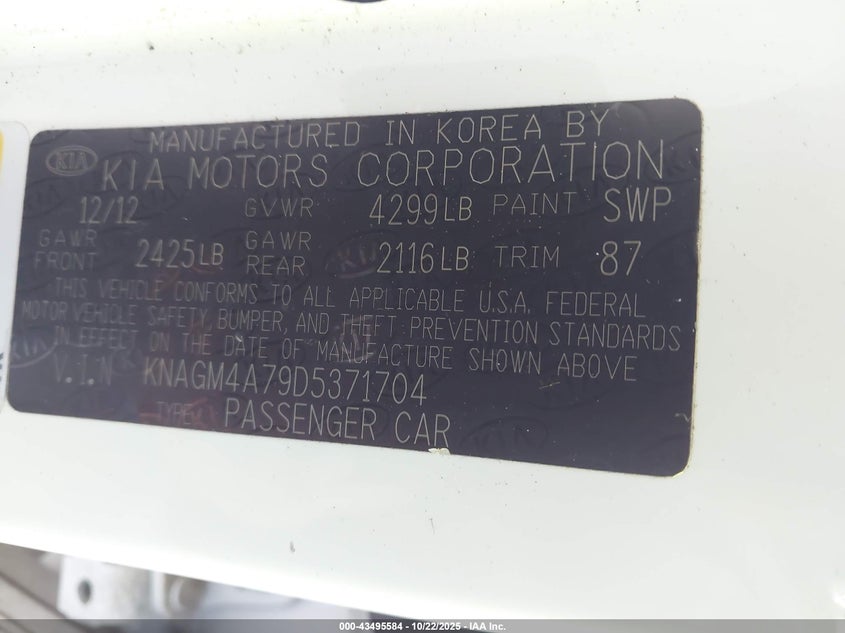 MANUFACTURED IN KOREA BY
KIA KIA MOTORS CORPORATION
12/12 GVWR 4299LB PAINT SWP
GAWR FRONT 2425LB GAWR REAR 2116LB TRIM 87
THIS VEHICLE CONFORMS TO ALL APPLICABLE U.S.A. FEDERAL
MOTOR VEHICLE SAFETY, BUMPER, AND THEFT PREVENTION STANDARDS
IN EFFECT ON THE DATE OF MANUFACTURE SHOWN ABOVE
V.I.N KNAGM4A79D5371704
TYPE: PASSENGER CAR
000-43495584 - 10/22/2025 - IAA Inc.